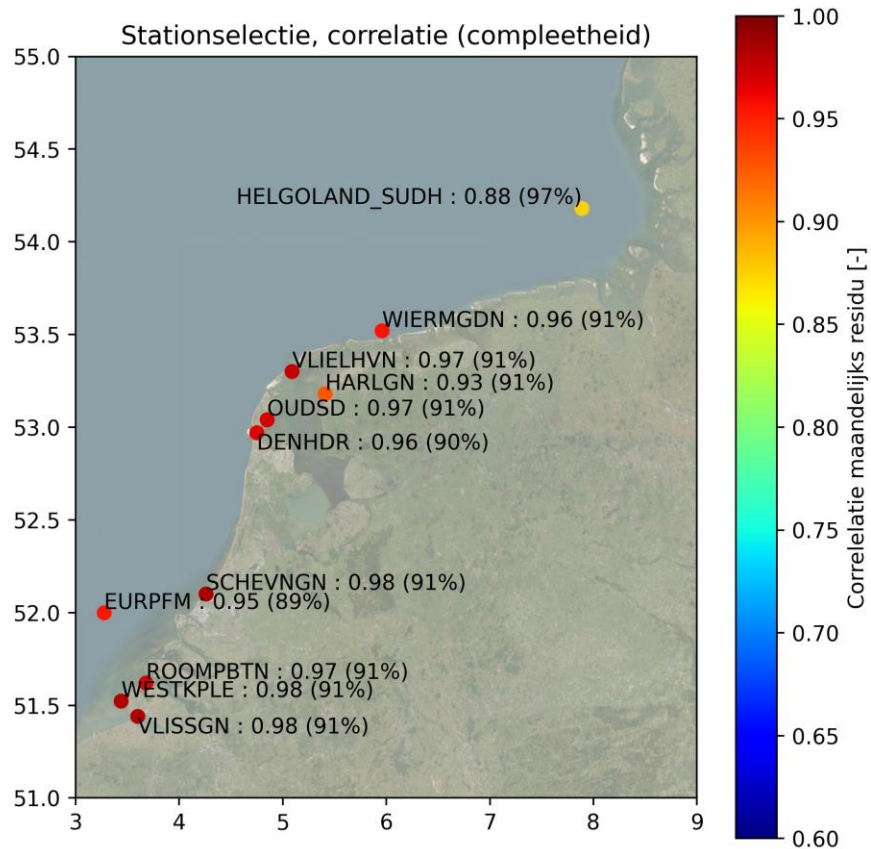 Stationselectie, correlatie (compleetheid)
55.0
54.5
54.0
53.5
53.0
52.5
52.0
51.5
51.0
HELGOLAND_SUDH : 0.88 (97%)
WIERMGDN : 0.96 (91%)
VLIELHVN : 0.97 (91%)
HARLGN : 0.93 (91%)
OUDSD : 0.97 (91%)
DENHDR : 0.96 (90%)
SCHEVNGN : 0.98 (91%)
EURPFM : 0.95 (89%)
ROOMPBTN : 0.97 (91%)
WESTKPLE : 0.98 (91%)
VLISSGN : 0.98 (91%)
3 4 5 6 7 8 9
1.00
0.95
0.90
0.85
0.80
0.75
0.70
0.65
0.60
Correlelatie maandelijks residu [-]